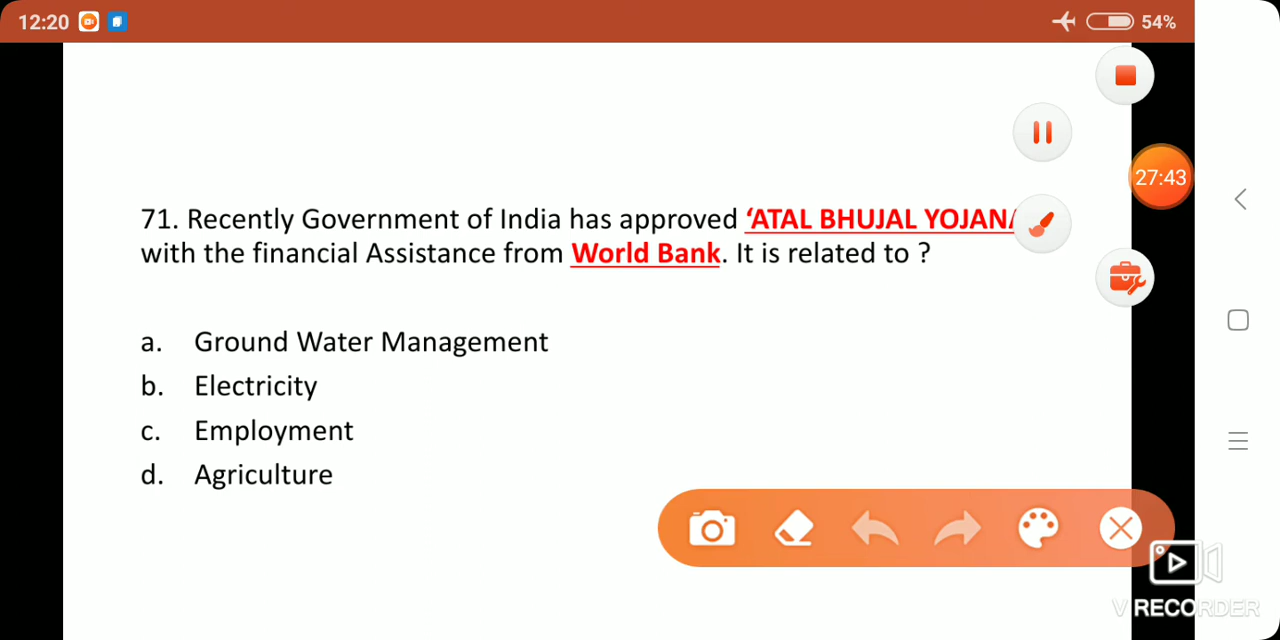 12:20
54%
27:43
71. Recently Government of India has approved ‘ATAL BHUJAL YOJANA
with the financial Assistance from World Bank. It is related to ?
a. Ground Water Management
b. Electricity
c. Employment
d. Agriculture
V RECORDER